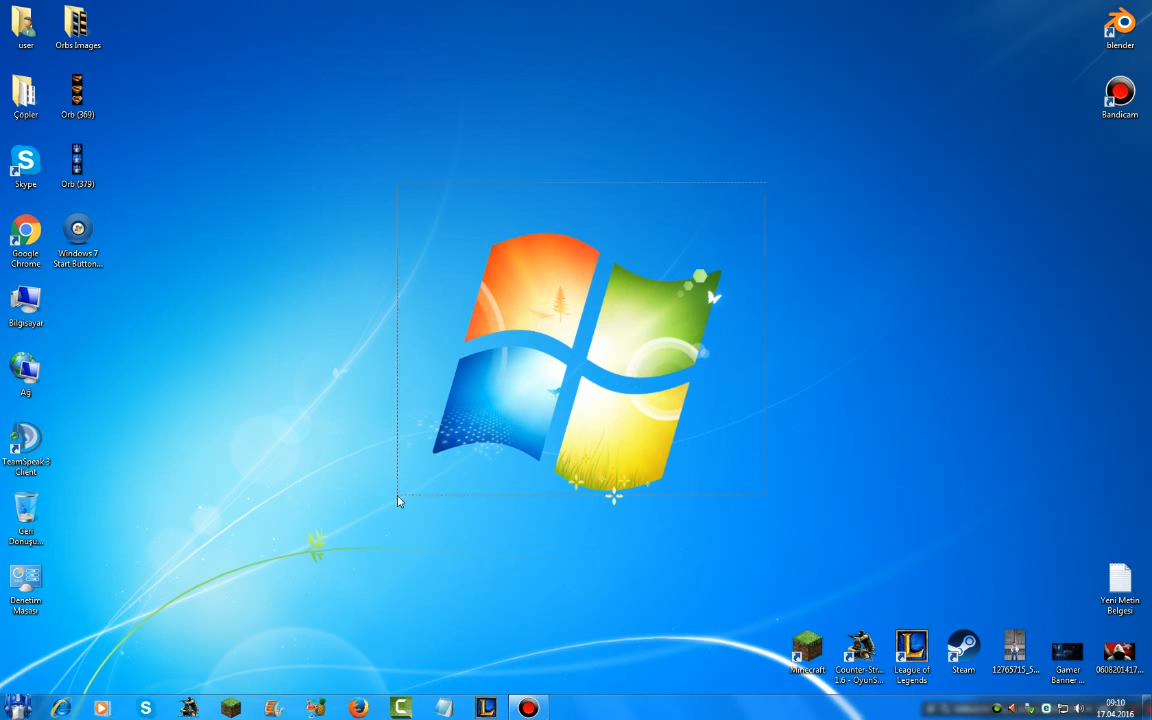 user
Orbs Images
Çöpler
Orb (369)
Skype
Orb (379)
Google
Chrome
Windows 7
Start Button...
Bilgisayar
Ağ
TeamSpeak 3
Client
Geri
Dönüşü...
Denetim
Masası
blender
Bandicam
Yeni Metin
Belgesi
Minecraft
Counter-Str...
1.6 - OyunS...
League of
Legends
Steam
12765715_5...
Gamer
Banner ...
0608201417...
09:10
17.04.2016